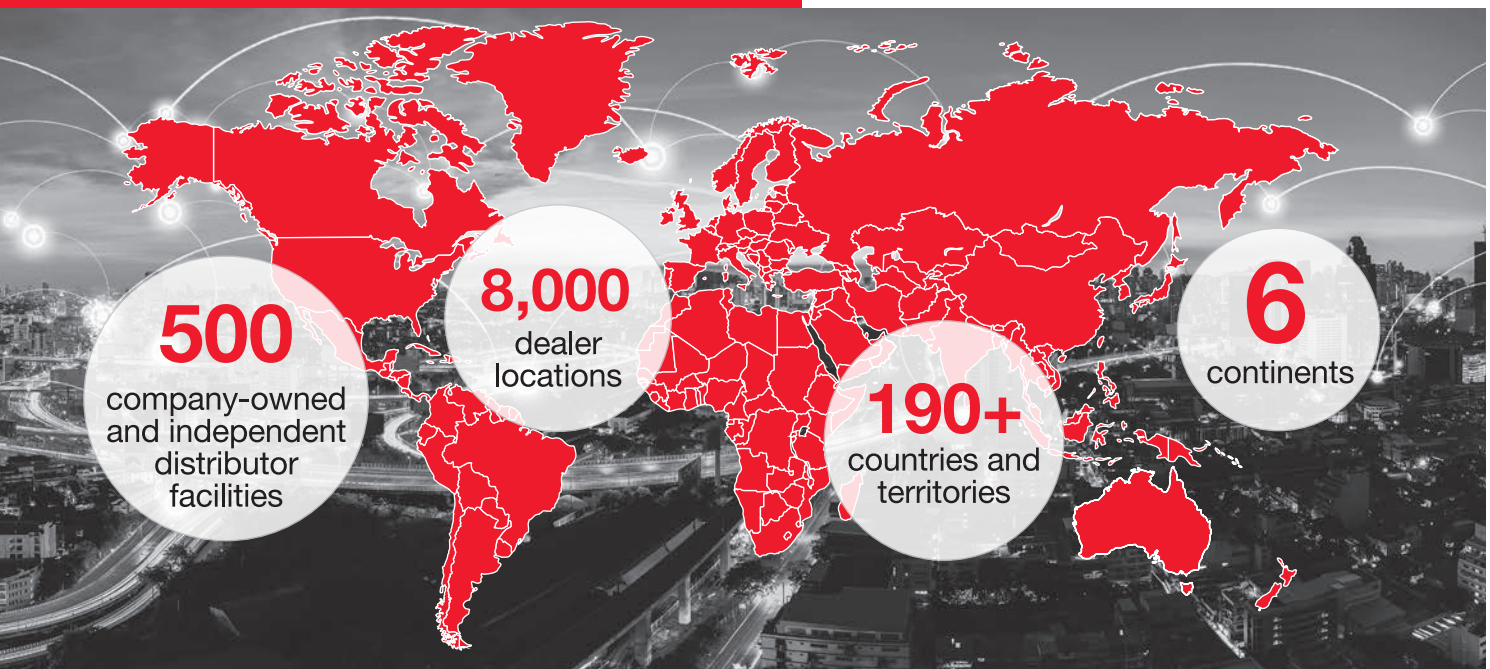 500
company-owned
and independent
distributor
facilities
8,000
dealer
locations
190+
countries and
territories
6
continents